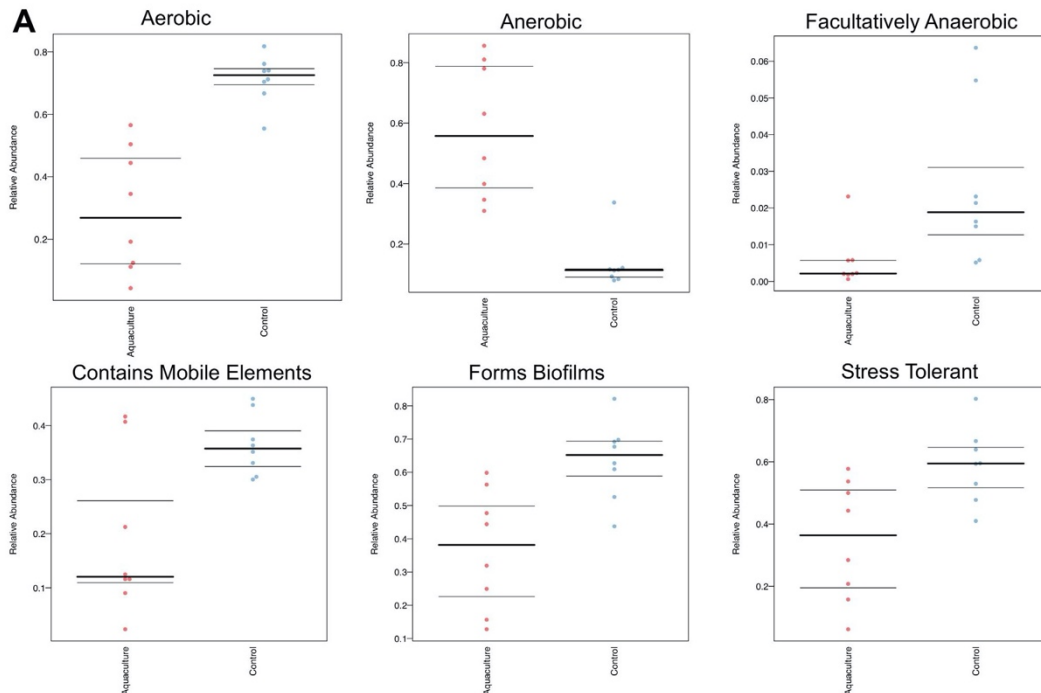 A
Aerobic
Relative Abundance
0.8
0.6
0.4
0.2
Aquaculture
Control
Anerobic
Relative Abundance
0.8
0.6
0.4
0.2
Aquaculture
Control
Facultatively Anaerobic
Relative Abundance
0.06
0.05
0.04
0.03
0.02
0.01
0.00
Aquaculture
Control
Contains Mobile Elements
Relative Abundance
0.4
0.3
0.2
0.1
Aquaculture
Control
Forms Biofilms
Relative Abundance
0.8
0.7
0.6
0.5
0.4
0.3
0.2
0.1
Aquaculture
Control
Stress Tolerant
Relative Abundance
0.8
0.6
0.4
0.2
Aquaculture
Control